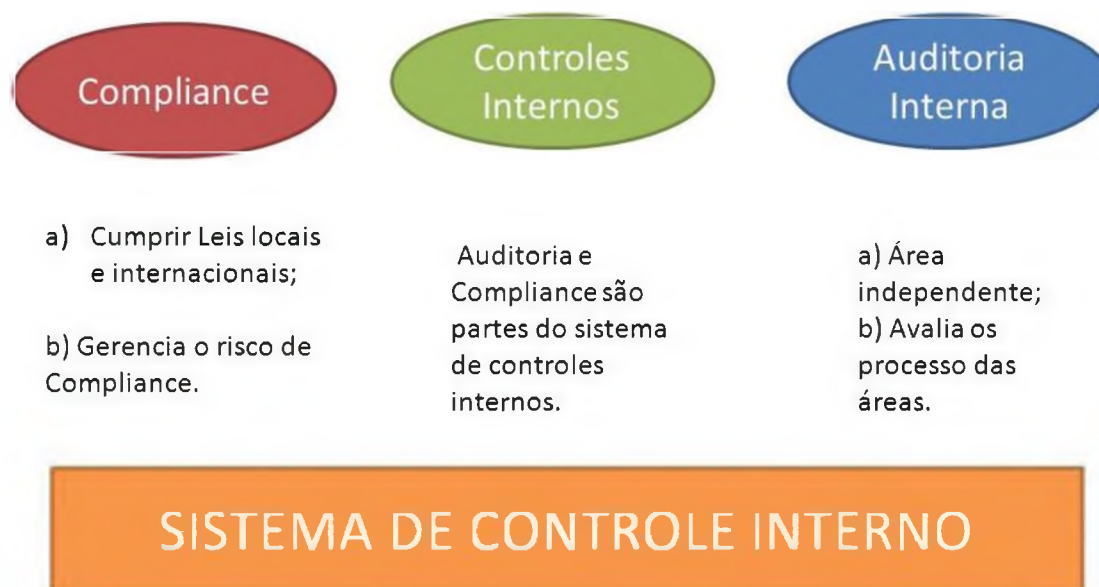 Compliance
Controles
Internos
Auditoria
Interna
a) Cumprir Leis locais
e internacionais;
b) Gerencia o risco de
Compliance.
Auditoria e
Compliance são
partes do sistema
de controles
internos.
a) Área
independente;
b) Avalia os
processo das
áreas.
SISTEMA DE CONTROLE INTERNO